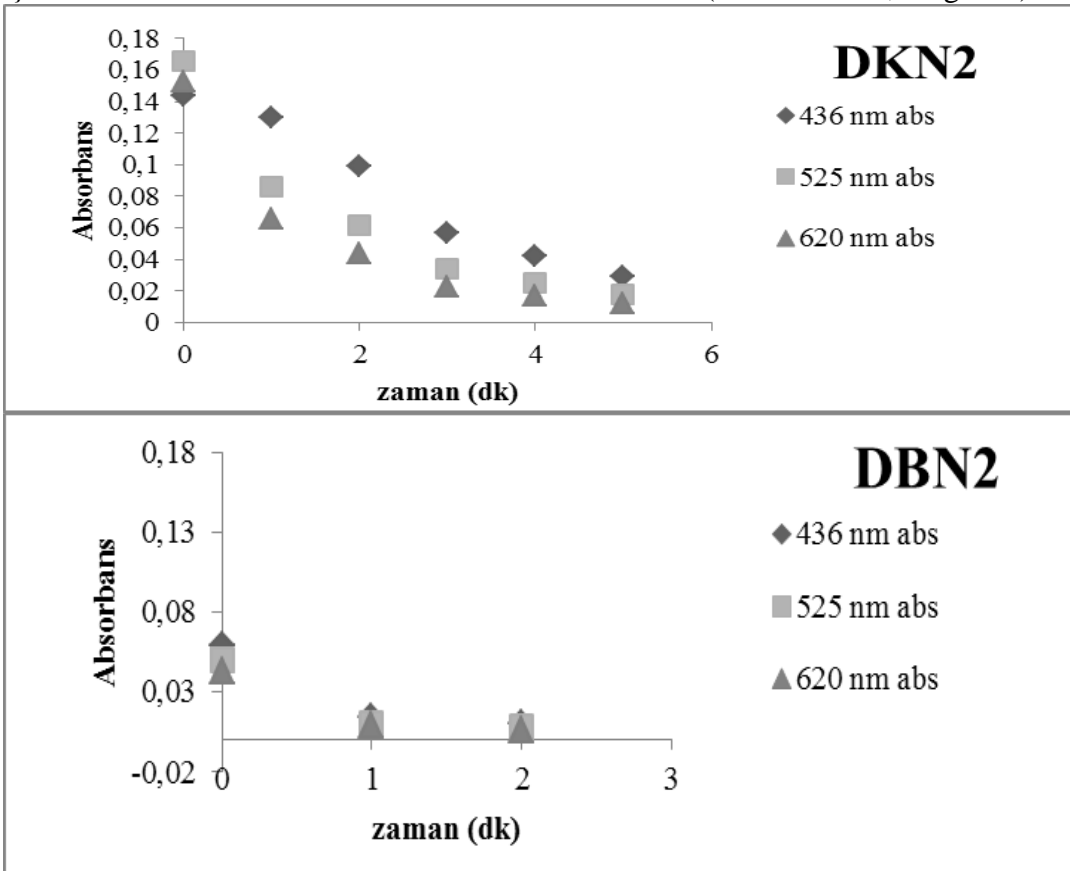 DKN2
0,18
0,16
0,14
0,12
0,1
0,08
0,06
0,04
0,02
0
Absorbans
436 nm abs
525 nm abs
620 nm abs
0 2 4 6
zaman (dk)
DBN2
0,18
0,13
0,08
0,03
-0,02
Absorbans
436 nm abs
525 nm abs
620 nm abs
0 1 2 3
zaman (dk)